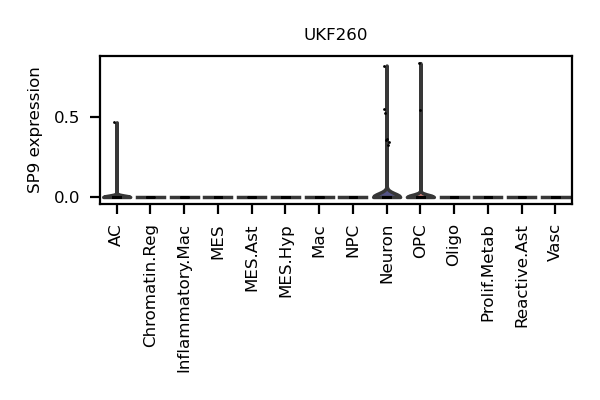 UKF260
SP9 expression
0.5
0.0
AC
Chromatin.Reg
Inflammatory.Mac
MES
MES.Ast
MES.Hyp
Mac
NPC
Neuron
OPC
Oligo
Prolif.Metab
Reactive.Ast
Vasc